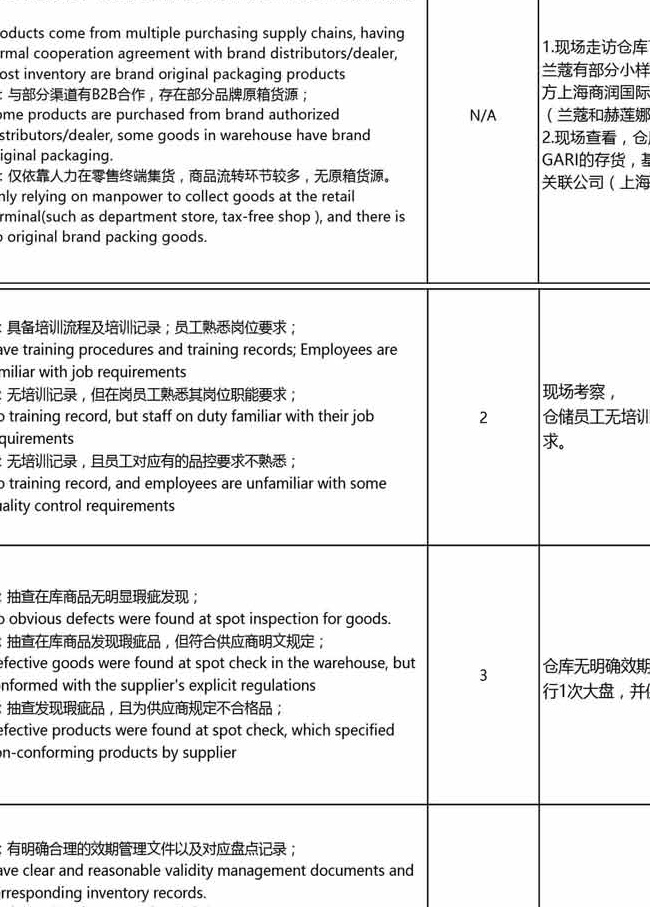 oducts come from multiple purchasing supply chains, having
rmal cooperation agreement with brand distributors/dealer,
ost inventory are brand original packaging products
: 与部分渠道有B2B合作，存在部分品牌原箱货源；
ome products are purchased from brand authorized
stributors/dealer, some goods in warehouse have brand
iginal packaging.
: 仅依靠人力在零售终端集货，商品流转环节较多，无原箱货源。
nly relying on manpower to collect goods at the retail
rminal(such as department store, tax-free shop ), and there is
o original brand packing goods.
N/A
1.现场走访仓库
兰蔻有部分小样
方上海商润国际
（兰蔻和赫莲娜
2.现场查看，仓
GARI的存货，基
关联公司（上海
: 具备培训流程及培训记录；员工熟悉岗位要求；
ave training procedures and training records; Employees are
miliar with job requirements
: 无培训记录，但在岗员工熟悉其岗位职能要求；
o training record, but staff on duty familiar with their job
quirements
: 无培训记录，且员工对应有的品控要求不熟悉；
o training record, and employees are unfamiliar with some
uality control requirements
2
现场考察，
仓储员工无培训
求。
: 抽查在库商品无明显瑕疵发现；
o obvious defects were found at spot inspection for goods.
: 抽查在库商品发现瑕疵品，但符合供应商明文规定；
efective goods were found at spot check in the warehouse, but
nformed with the supplier's explicit regulations
: 抽查发现瑕疵品，且为供应商规定不合格品；
efective products were found at spot check, which specified
on-conforming products by supplier
3
仓库无明确效期
行1次大盘，并
: 有明确合理的效期管理文件以及对应盘点记录；
ave clear and reasonable validity management documents and
rresponding inventory records.